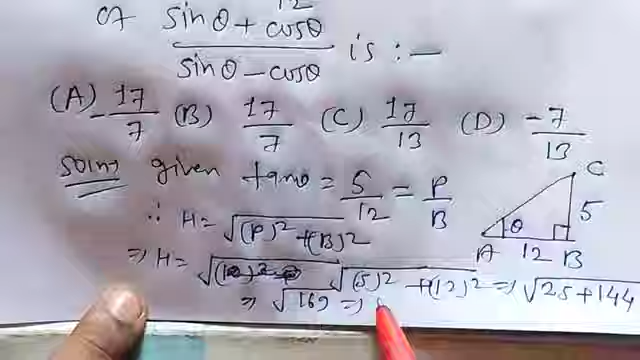 12
of sinθ + cosθ / sinθ - cosθ is :-
(A) -17/7 (B) 17/7 (C) 17/13 (D) -7/13
Soln, given tanθ = 5/12 = P/B
∴ H = √(P)² + (B)²
⇒ H = √(5)² + (12)² ⇒ √25 + 144
⇒ √169 ⇒
C
5
θ
A 12 B